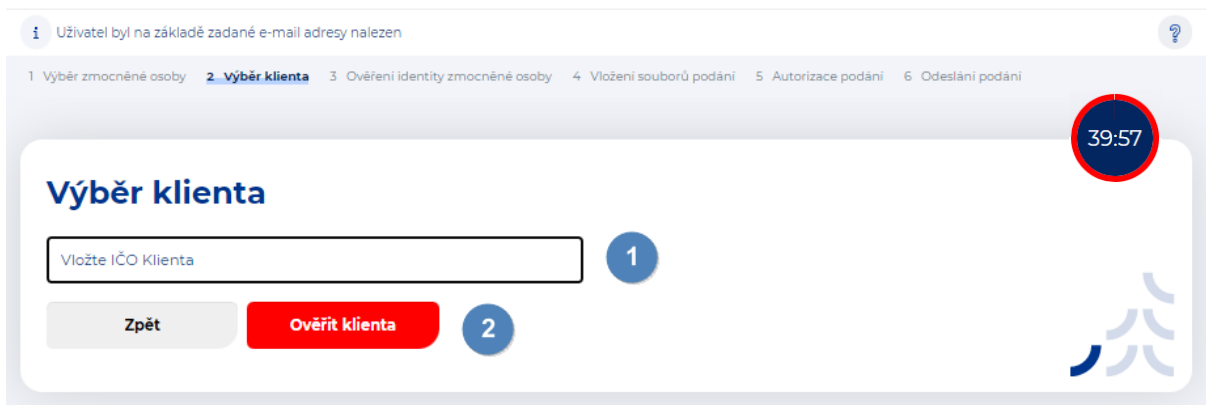 i Uživatel byl na základě zadané e-mail adresy nalezen ?
1 Výběr zmocněné osoby 2 Výběr klienta 3 Ověření identity zmocněné osoby 4 Vložení souborů podání 5 Autorizace podání 6 Odeslání podání
39:57
Výběr klienta
Vložte IČO Klienta 1
Zpět Ověřit klienta 2